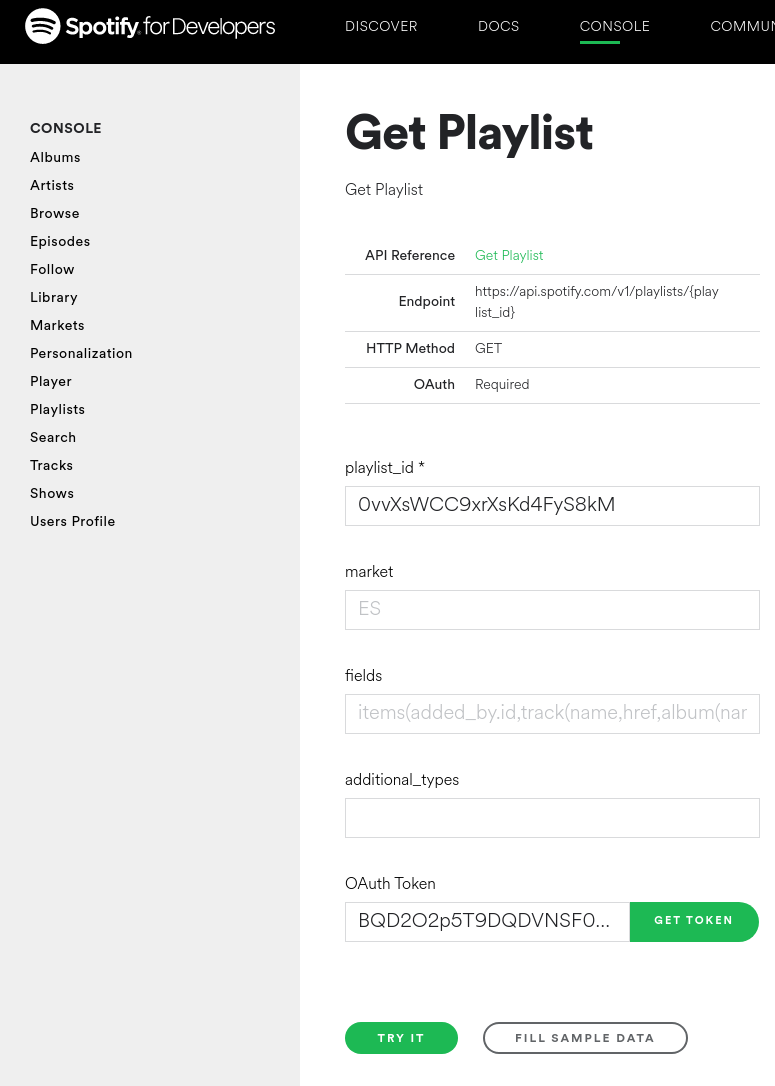 Spotify for Developers
DISCOVER
DOCS
CONSOLE
COMMUN
CONSOLE
Albums
Artists
Browse
Episodes
Follow
Library
Markets
Personalization
Player
Playlists
Search
Tracks
Shows
Users Profile
Get Playlist
Get Playlist
API Reference Get Playlist
Endpoint https://api.spotify.com/v1/playlists/{play
list_id}
HTTP Method GET
OAuth Required
playlist_id *
0vvXsWCC9xrXsKd4FyS8kM
market
ES
fields
items(added_by.id,track(name,href,album(nar
additional_types
OAuth Token
BQD2O2p5T9DQDVNSF0...
GET TOKEN
TRY IT
FILL SAMPLE DATA